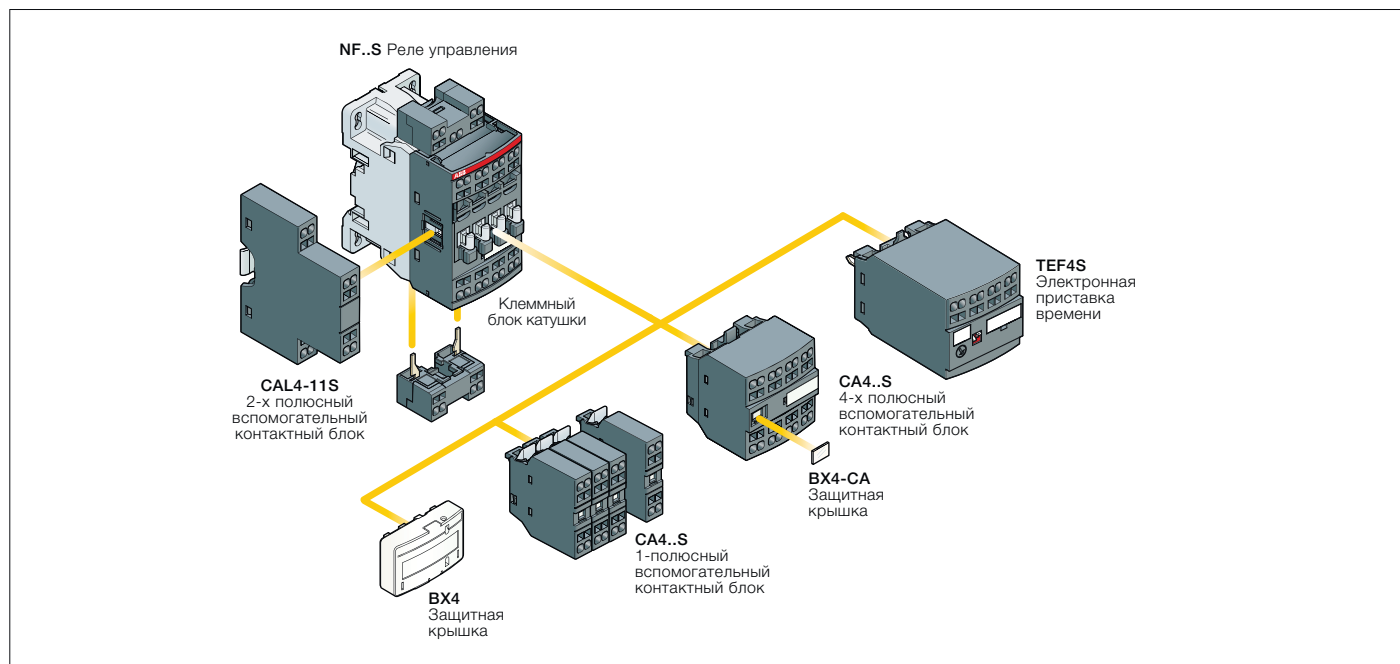 NF..S Реле управления
ABB
Клеммный
блок катушки
TEF4S
Электронная
приставка
времени
CAL4-11S
2-х полюсный
вспомогательный
контактный блок
CA4..S
4-х полюсный
вспомогательный
контактный блок
BX4-CA
Защитная
крышка
CA4..S
1-полюсный
вспомогательный
контактный блок
BX4
Защитная
крышка